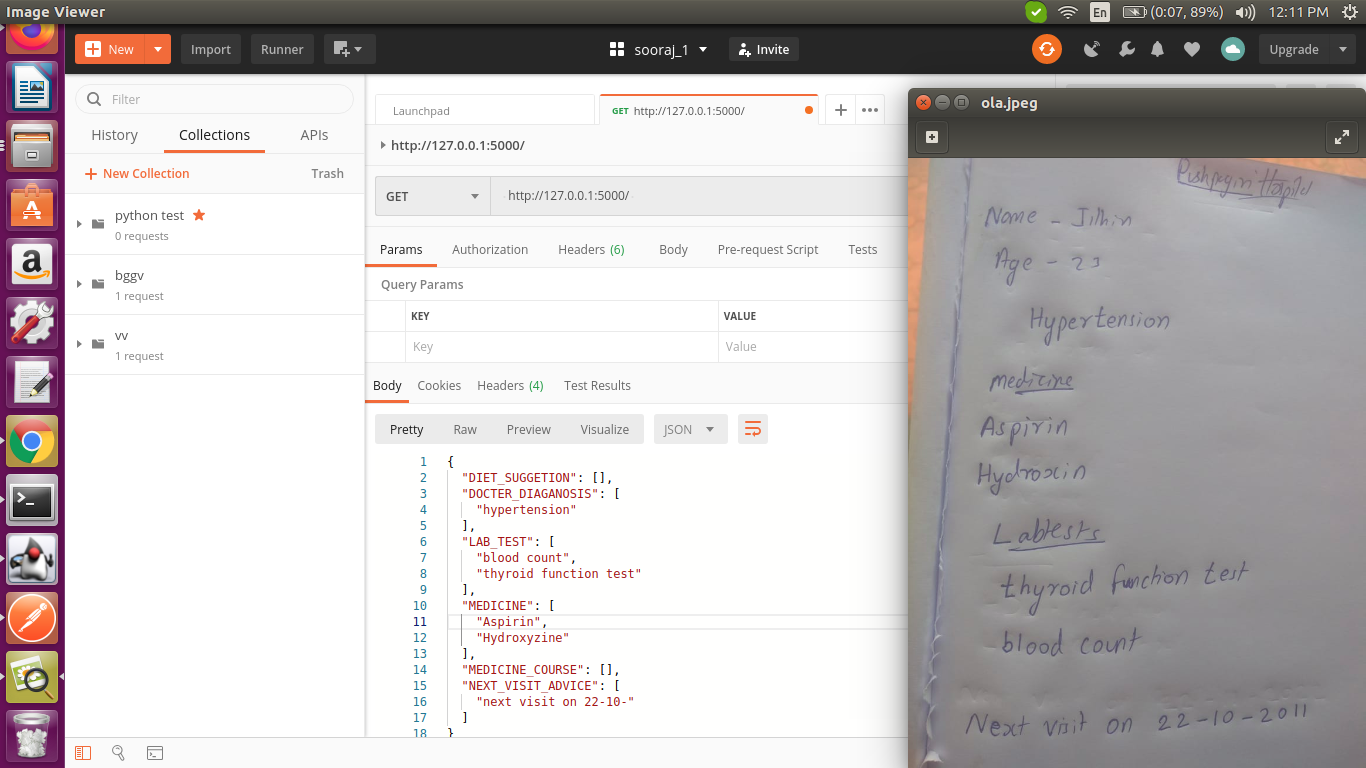 Image Viewer
En
(0:07, 89%)
12:11 PM
New
Import
Runner
sooraj_1
Invite
Upgrade
Filter
History
Collections
APIs
+ New Collection
Trash
python test
0 requests
bggv
1 request
vv
1 request
Launchpad
GET http://127.0.0.1:5000/
http://127.0.0.1:5000/
GET
http://127.0.0.1:5000/
Params
Authorization
Headers (6)
Body
Pre-request Script
Tests
Query Params
KEY
VALUE
Key
Value
Body
Cookies
Headers (4)
Test Results
Pretty
Raw
Preview
Visualize
JSON
1 {
2 "DIET_SUGGETION": [],
3 "DOCTER_DIAGANOSIS": [
4 "hypertension"
5 ],
6 "LAB_TEST": [
7 "blood count",
8 "thyroid function test"
9 ],
10 "MEDICINE": [
11 "Aspirin",
12 "Hydroxyzine"
13 ],
14 "MEDICINE_COURSE": [],
15 "NEXT_VISIT_ADVICE": [
16 "next visit on 22-10-"
17 ]
18 }
ola.jpeg
Name -
Age - 23
Hypertension
medicine
Aspirin
Hydroxin
Labtests
thyroid function test
blood count
Next visit on 22-10-2011